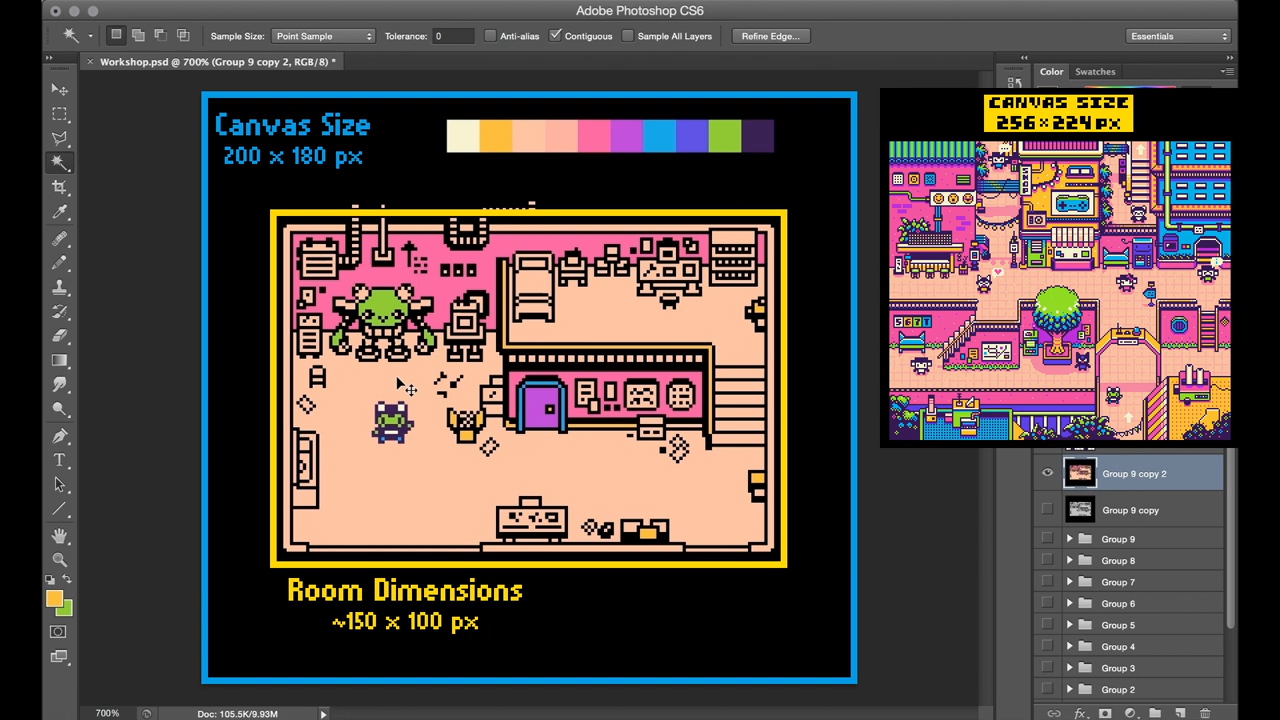 Adobe Photoshop CS6
Sample Size: Point Sample Tolerance: 0 Anti-alias Contiguous Sample All Layers Refine Edge... Essentials
Workshop.psd @ 700% (Group 9 copy 2, RGB/8) *
Color Swatches
Canvas Size
200 x 180 px
CANVAS SIZE
256×224 px
SHOP
567T
Room Dimensions
~150 x 100 px
Group 9 copy 2
Group 9 copy
Group 9
Group 8
Group 7
Group 6
Group 5
Group 4
Group 3
Group 2
700% Doc: 105.5K/9.93M